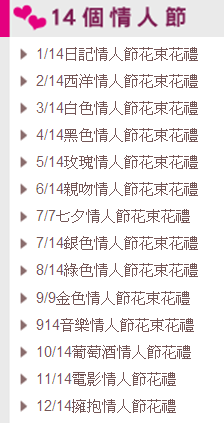 14個情人節
1/14日記情人節花束花禮
2/14西洋情人節花束花禮
3/14白色情人節花束花禮
4/14黑色情人節花束花禮
5/14玫瑰情人節花束花禮
6/14親吻情人節花束花禮
7/7七夕情人節花束花禮
7/14銀色情人節花束花禮
8/14綠色情人節花束花禮
9/9金色情人節花束花禮
914音樂情人節花束花禮
10/14葡萄酒情人節花禮
11/14電影情人節花禮
12/14擁抱情人節花禮